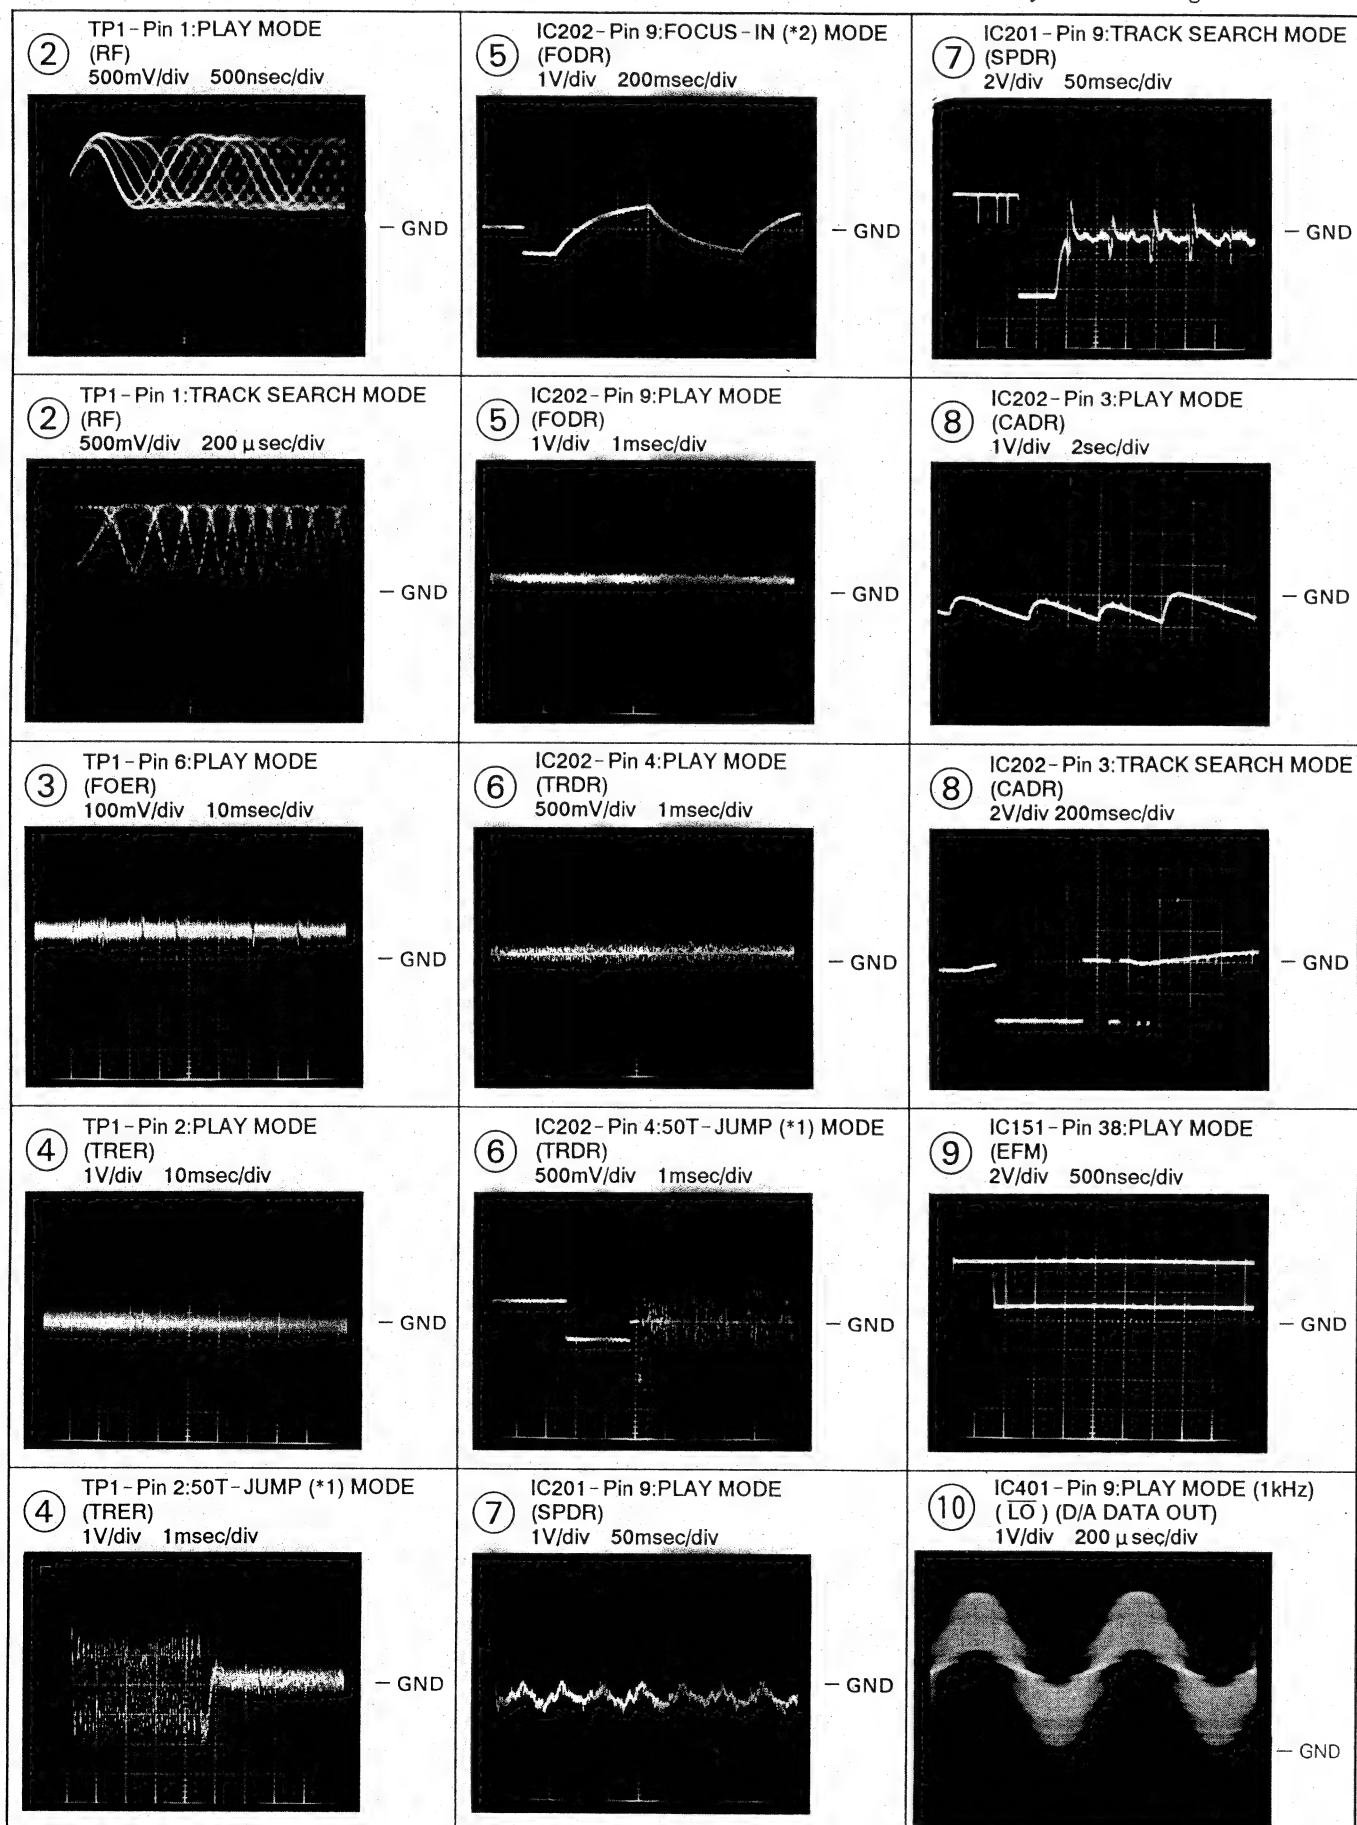 ② TP1-Pin 1:PLAY MODE
(RF)
500mV/div 500nsec/div
— GND
② TP1-Pin 1:TRACK SEARCH MODE
(RF)
500mV/div 200 μ sec/div
— GND
③ TP1-Pin 6:PLAY MODE
(FOER)
100mV/div 10msec/div
— GND
④ TP1-Pin 2:PLAY MODE
(TRER)
1V/div 10msec/div
— GND
④ TP1-Pin 2:50T-JUMP (*1) MODE
(TRER)
1V/div 1msec/div
— GND
⑤ IC202-Pin 9:FOCUS-IN (*2) MODE
(FODR)
1V/div 200msec/div
— GND
⑤ IC202-Pin 9:PLAY MODE
(FODR)
1V/div 1msec/div
— GND
⑥ IC202-Pin 4:PLAY MODE
(TRDR)
500mV/div 1msec/div
— GND
⑥ IC202-Pin 4:50T-JUMP (*1) MODE
(TRDR)
500mV/div 1msec/div
— GND
⑦ IC201-Pin 9:PLAY MODE
(SPDR)
1V/div 50msec/div
— GND
⑦ IC201-Pin 9:TRACK SEARCH MODE
(SPDR)
2V/div 50msec/div
— GND
⑧ IC202-Pin 3:PLAY MODE
(CADR)
1V/div 2sec/div
— GND
⑧ IC202-Pin 3:TRACK SEARCH MODE
(CADR)
2V/div 200msec/div
— GND
⑨ IC151-Pin 38:PLAY MODE
(EFM)
2V/div 500nsec/div
— GND
⑩ IC401-Pin 9:PLAY MODE (1kHz)
( L̅O̅ ) (D/A DATA OUT)
1V/div 200 μ sec/div
— GND